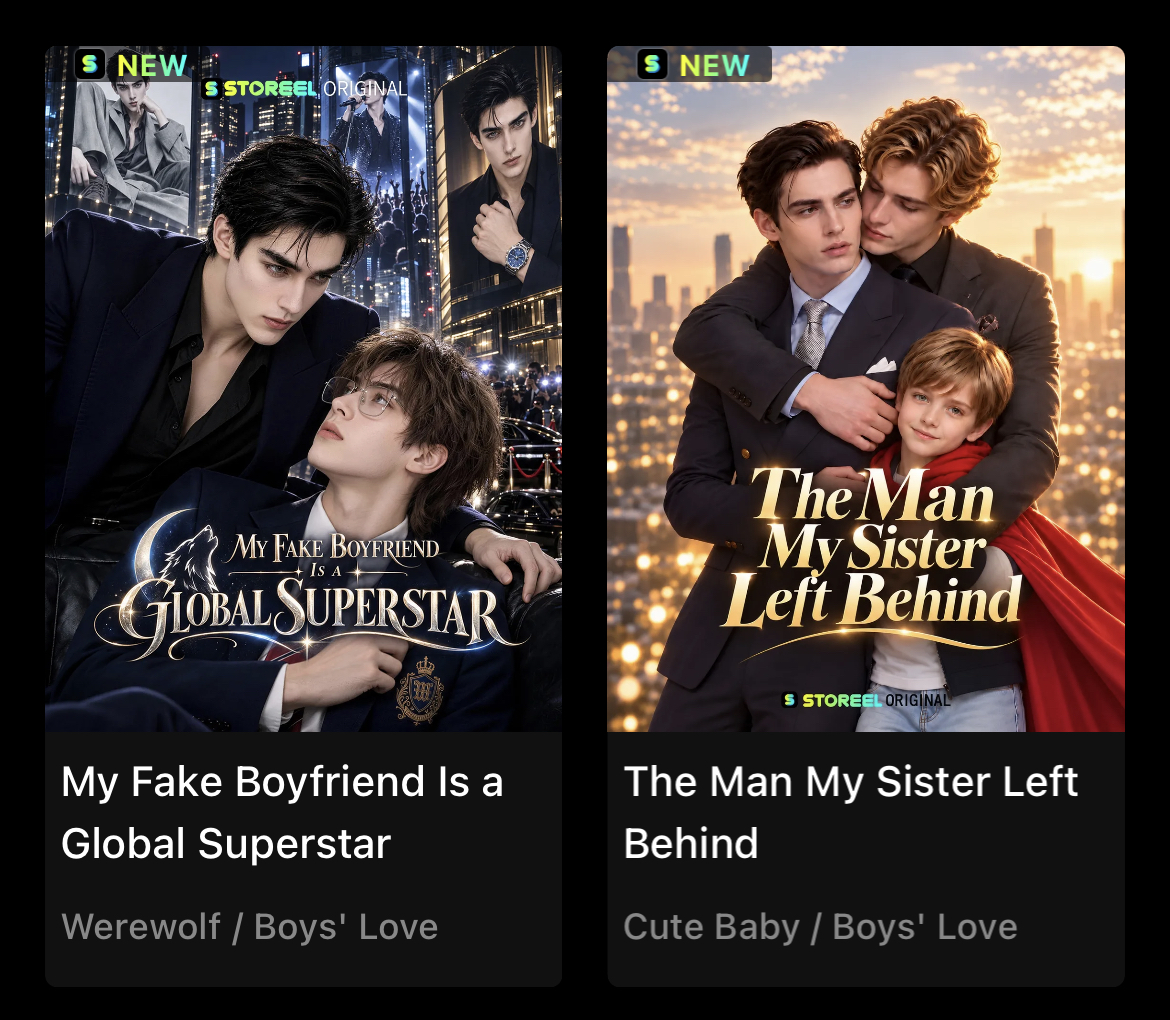 S NEW
S STOREEL ORIGINAL
MY FAKE BOYFRIEND
IS A
GLOBAL SUPERSTAR
M
My Fake Boyfriend Is a
Global Superstar
Werewolf / Boys' Love
S NEW
The Man
My Sister
Left Behind
S STOREEL ORIGINAL
The Man My Sister Left
Behind
Cute Baby / Boys' Love